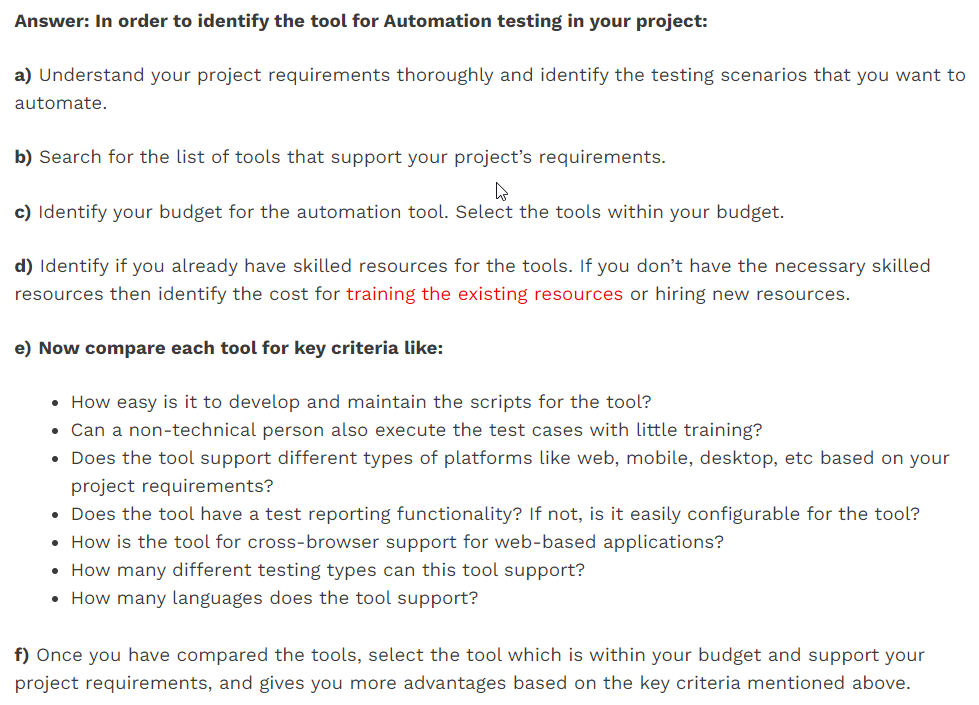 Answer: In order to identify the tool for Automation testing in your project:
a) Understand your project requirements thoroughly and identify the testing scenarios that you want to
automate.
b) Search for the list of tools that support your project’s requirements.
c) Identify your budget for the automation tool. Select the tools within your budget.
d) Identify if you already have skilled resources for the tools. If you don’t have the necessary skilled
resources then identify the cost for training the existing resources or hiring new resources.
e) Now compare each tool for key criteria like:
• How easy is it to develop and maintain the scripts for the tool?
• Can a non-technical person also execute the test cases with little training?
• Does the tool support different types of platforms like web, mobile, desktop, etc based on your
project requirements?
• Does the tool have a test reporting functionality? If not, is it easily configurable for the tool?
• How is the tool for cross-browser support for web-based applications?
• How many different testing types can this tool support?
• How many languages does the tool support?
f) Once you have compared the tools, select the tool which is within your budget and support your
project requirements, and gives you more advantages based on the key criteria mentioned above.